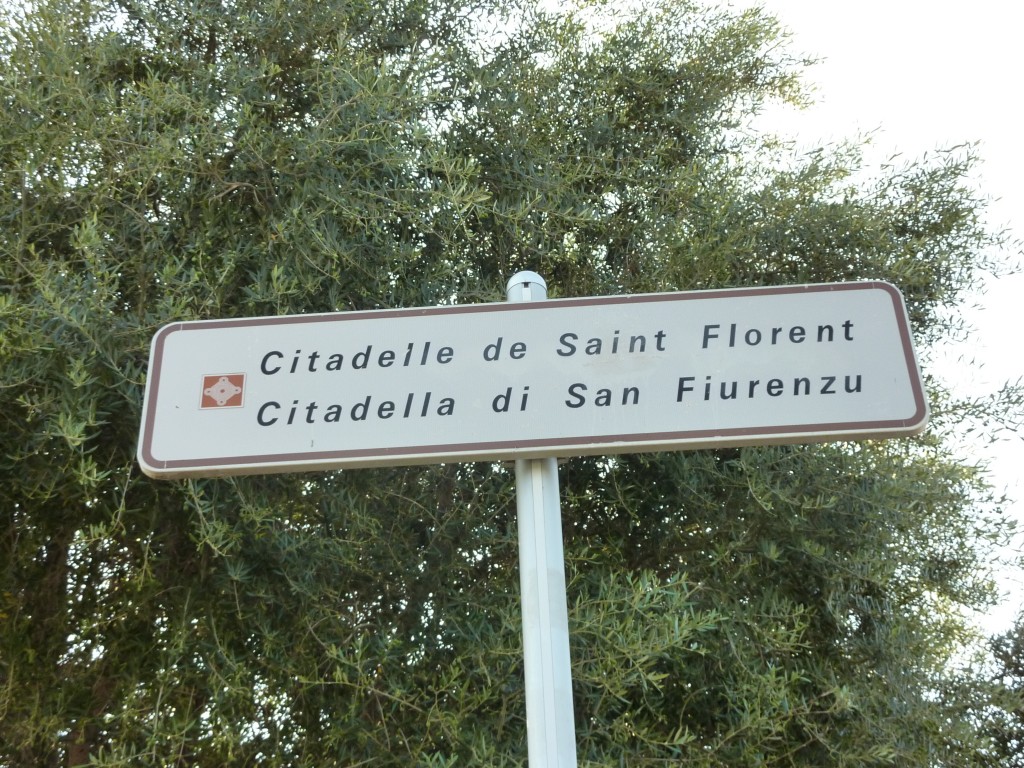 Citadelle de Saint Florent
Citadella di San Fiurenzu